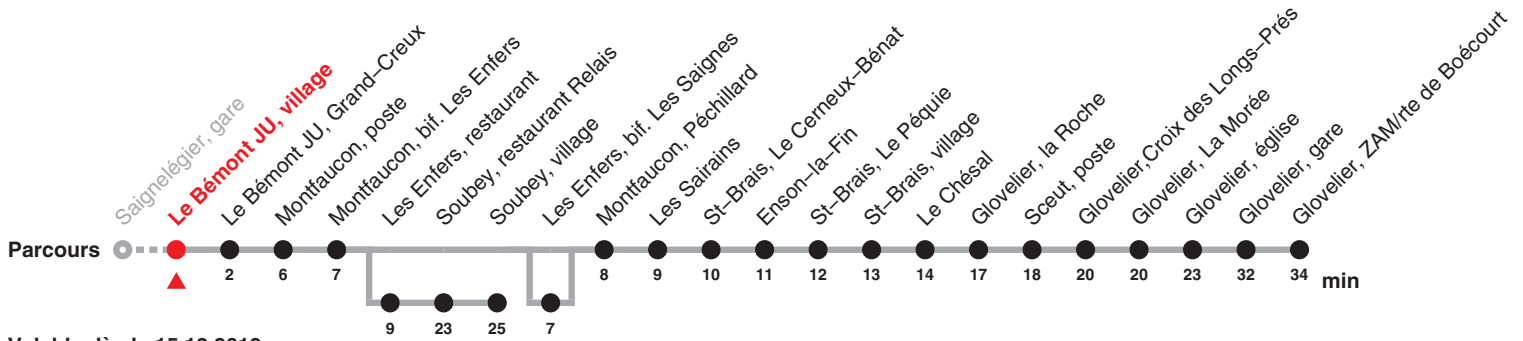 Saignelégier, gare
Le Bémont JU, village
Le Bémont JU, Grand–Creux
Montfaucon, poste
Montfaucon, bif. Les Enfers
Les Enfers, restaurant
Soubey, restaurant Relais
Soubey, village
Les Enfers, bif. Les Saignes
Montfaucon, Péchillard
Les Sairains
St–Brais, Le Cerneux–Bénat
Enson–la–Fin
St–Brais, Le Péquie
St–Brais, village
Le Chésal
Glovelier, la Roche
Sceut, poste
Glovelier,Croix des Longs–Prés
Glovelier, La Morée
Glovelier, église
Glovelier, gare
Glovelier, ZAM/rte de Boécourt
Parcours
2 6 7 8 9 10 11 12 13 14 17 18 20 20 23 32 34 min
9 23 25 7